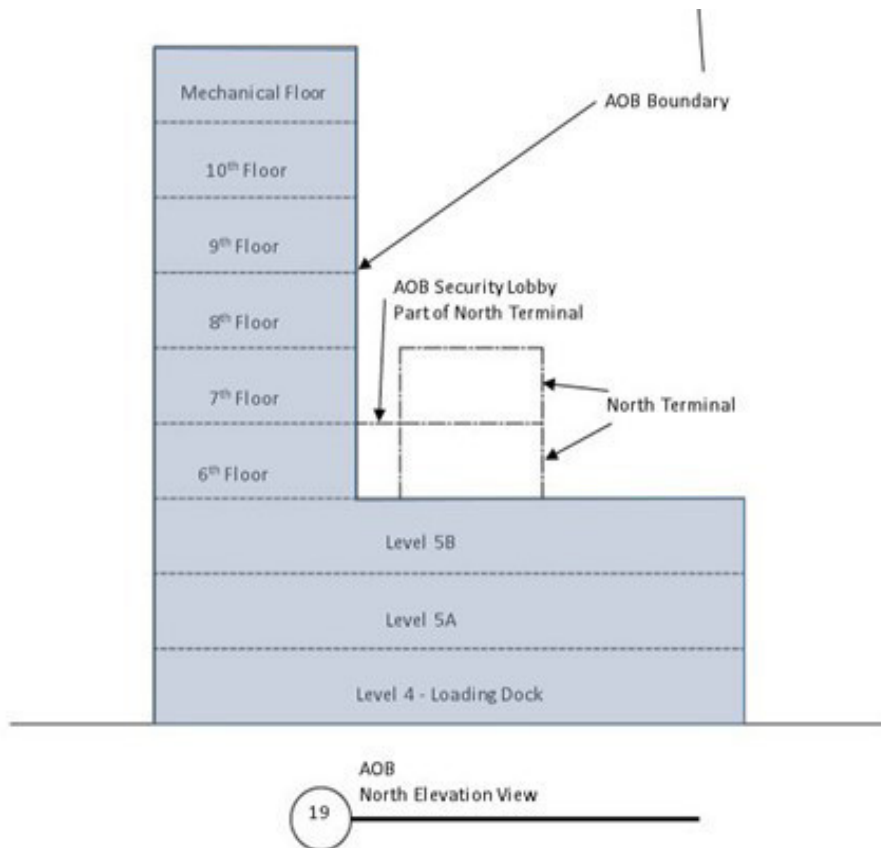 Mechanical Floor
AOB Boundary
10th Floor
9th Floor
AOB Security Lobby
Part of North Terminal
8th Floor
7th Floor
North Terminal
6th Floor
Level 5B
Level 5A
Level 4 - Loading Dock
AOB
North Elevation View
19